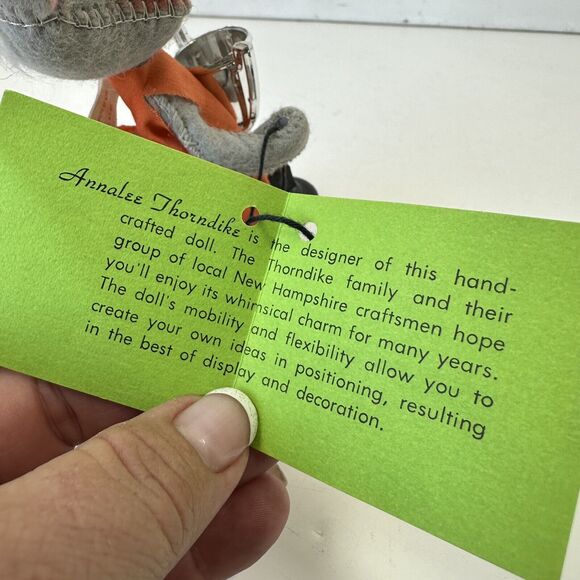 Annalee Thorndike is the designer of this hand-
crafted doll. The Thorndike family and their
group of local New Hampshire craftsmen hope
you'll enjoy its whimsical charm for many years.
The doll's mobility and flexibility allow you to
create your own ideas in positioning, resulting
in the best of display and decoration.